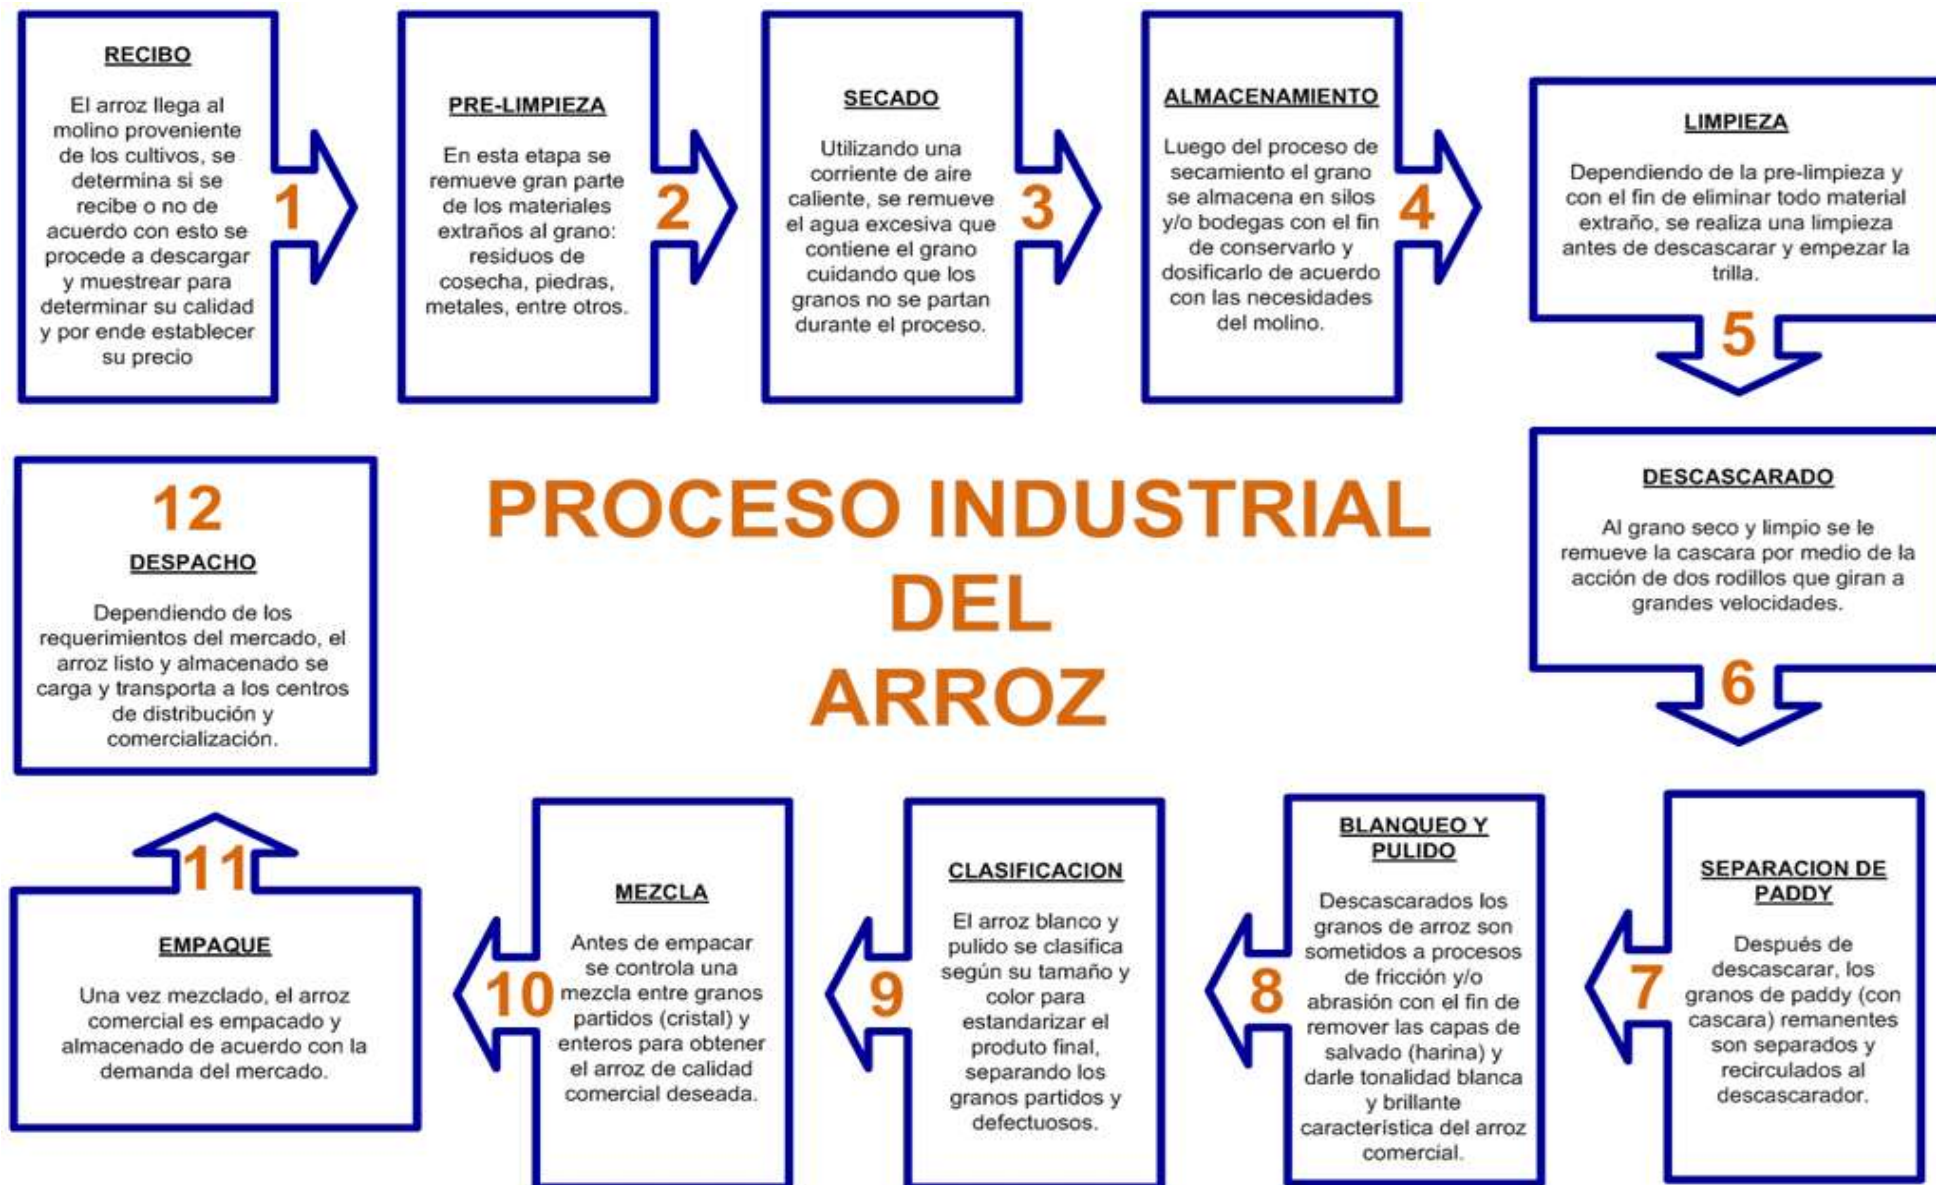 RECIBO
El arroz llega al
molino proveniente
de los cultivos, se
determina si se
recibe o no de
acuerdo con esto se
procede a descargar
y muestrear para
determinar su calidad
y por ende establecer
su precio
1
PRE-LIMPIEZA
En esta etapa se
remueve gran parte
de los materiales
extraños al grano:
residuos de
cosecha, piedras,
metales, entre otros.
2
SECADO
Utilizando una
corriente de aire
caliente, se remueve
el agua excesiva que
contiene el grano
cuidando que los
granos no se partan
durante el proceso.
3
ALMACENAMIENTO
Luego del proceso de
secamiento el grano
se almacena en silos
y/o bodegas con el fin
de conservarlo y
dosificarlo de acuerdo
con las necesidades
del molino.
4
LIMPIEZA
Dependiendo de la pre-limpieza y
con el fin de eliminar todo material
extraño, se realiza una limpieza
antes de descascarar y empezar la
trilla.
5
PROCESO INDUSTRIAL
DEL
ARROZ
DESCASCARADO
Al grano seco y limpio se le
remueve la cascara por medio de la
acción de dos rodillos que giran a
grandes velocidades.
6
SEPARACION DE
PADDY
Después de
descascarar, los
granos de paddy (con
cascara) remanentes
son separados y
recirculados al
descascarador.
7
BLANQUEO Y
PULIDO
Descascarados los
granos de arroz son
sometidos a procesos
de fricción y/o
abrasión con el fin de
remover las capas de
salvado (harina) y
darle tonalidad blanca
y brillante
característica del arroz
comercial.
8
CLASIFICACION
El arroz blanco y
pulido se clasifica
según su tamaño y
color para
estandarizar el
produto final,
separando los
granos partidos y
defectuosos.
9
MEZCLA
Antes de empacar
se controla una
mezcla entre granos
partidos (cristal) y
enteros para obtener
el arroz de calidad
comercial deseada.
10
EMPAQUE
Una vez mezclado, el arroz
comercial es empacado y
almacenado de acuerdo con la
demanda del mercado.
11
12
DESPACHO
Dependiendo de los
requerimientos del mercado, el
arroz listo y almacenado se
carga y transporta a los centros
de distribución y
comercialización.